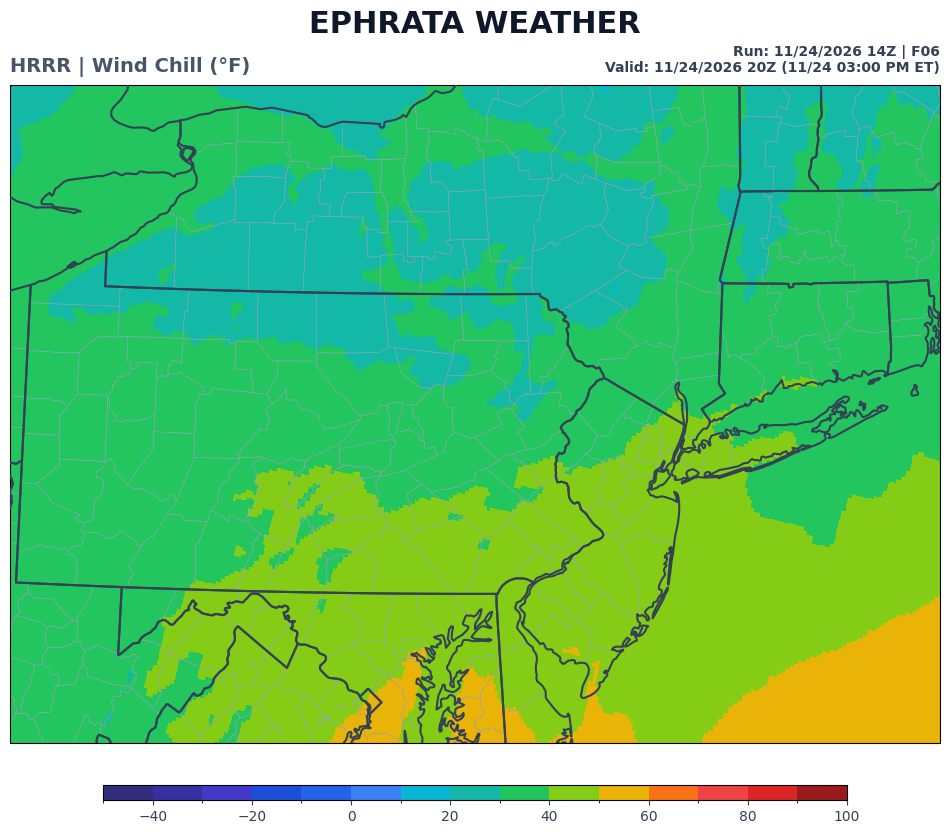 EPHRATA WEATHER
HRRR | Wind Chill (°F)
Run: 11/24/2026 14Z | F06
Valid: 11/24/2026 20Z (11/24 03:00 PM ET)
−40 −20 0 20 40 60 80 100